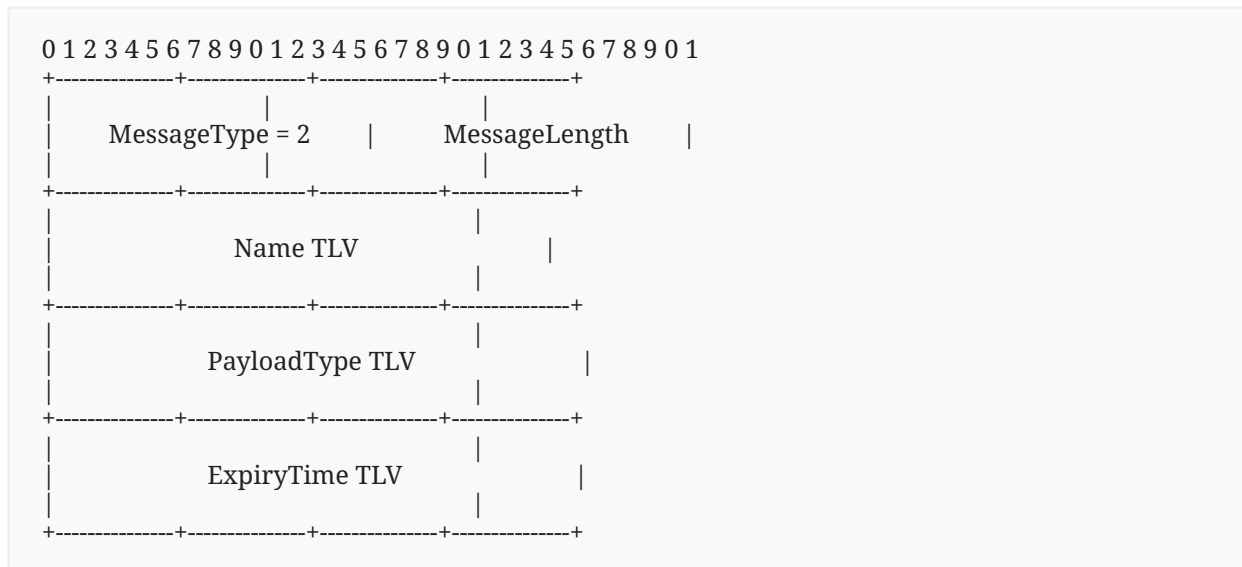 0 1 2 3 4 5 6 7 8 9 0 1 2 3 4 5 6 7 8 9 0 1 2 3 4 5 6 7 8 9 0 1
+---------------+---------------+---------------+---------------+
| | |
| MessageType = 2 | MessageLength |
| | |
+---------------+---------------+---------------+---------------+
| |
| Name TLV |
| |
+---------------+---------------+---------------+---------------+
| |
| PayloadType TLV |
| |
+---------------+---------------+---------------+---------------+
| |
| ExpiryTime TLV |
| |
+---------------+---------------+---------------+---------------+